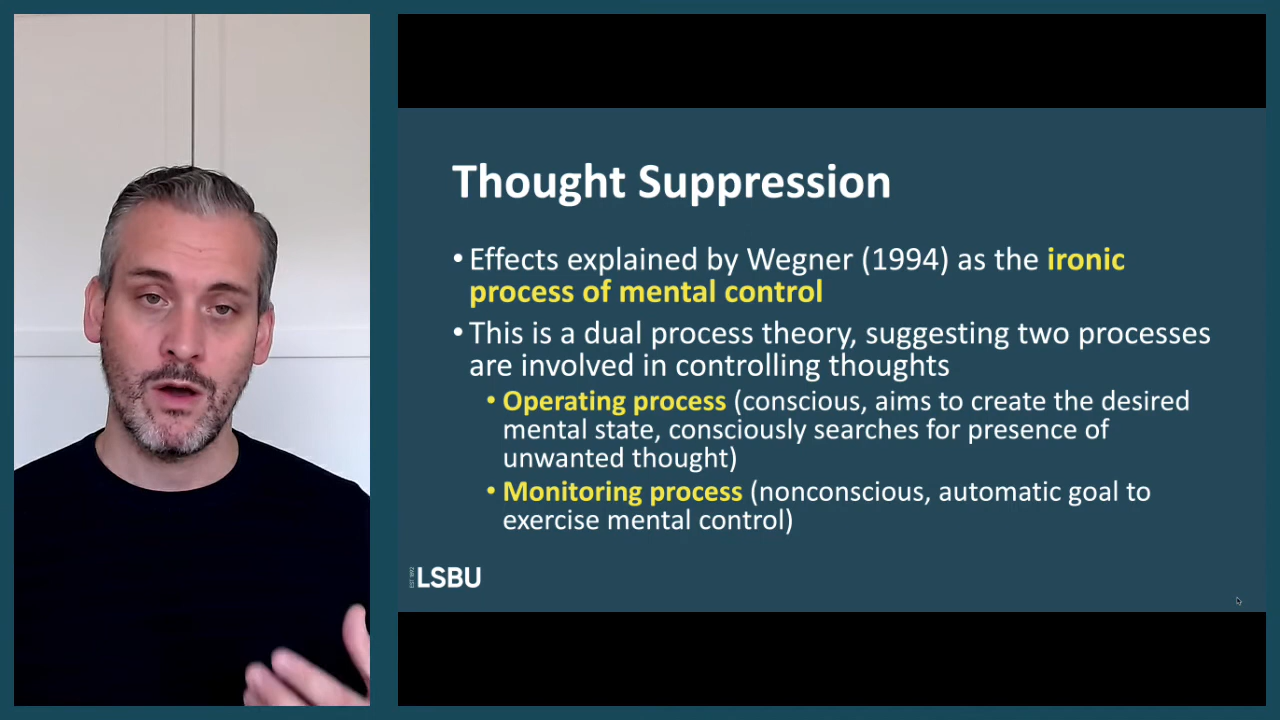 Thought Suppression
• Effects explained by Wegner (1994) as the ironic
process of mental control
• This is a dual process theory, suggesting two processes
are involved in controlling thoughts
• Operating process (conscious, aims to create the desired
mental state, consciously searches for presence of
unwanted thought)
• Monitoring process (nonconscious, automatic goal to
exercise mental control)
EST 1892
LSBU